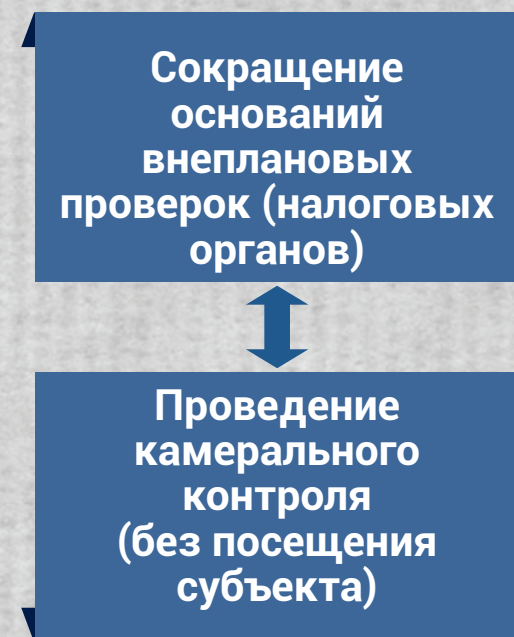 Сокращение
оснований
внеплановых
проверок (налоговых
органов)
Проведение
камерального
контроля
(без посещения
субъекта)